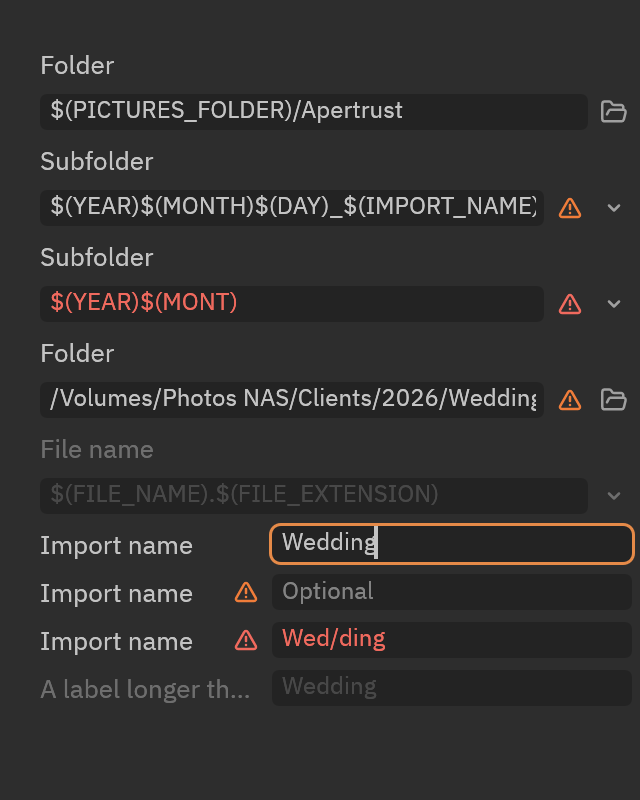 Folder
$(PICTURES_FOLDER)/Apertrust
Subfolder
$(YEAR)$(MONTH)$(DAY)_$(IMPORT_NAME)
Subfolder
$(YEAR)$(MONT)
Folder
/Volumes/Photos NAS/Clients/2026/Wedding
File name
$(FILE_NAME).$(FILE_EXTENSION)
Import name Wedding
Import name Optional
Import name Wed/ding
A label longer th... Wedding